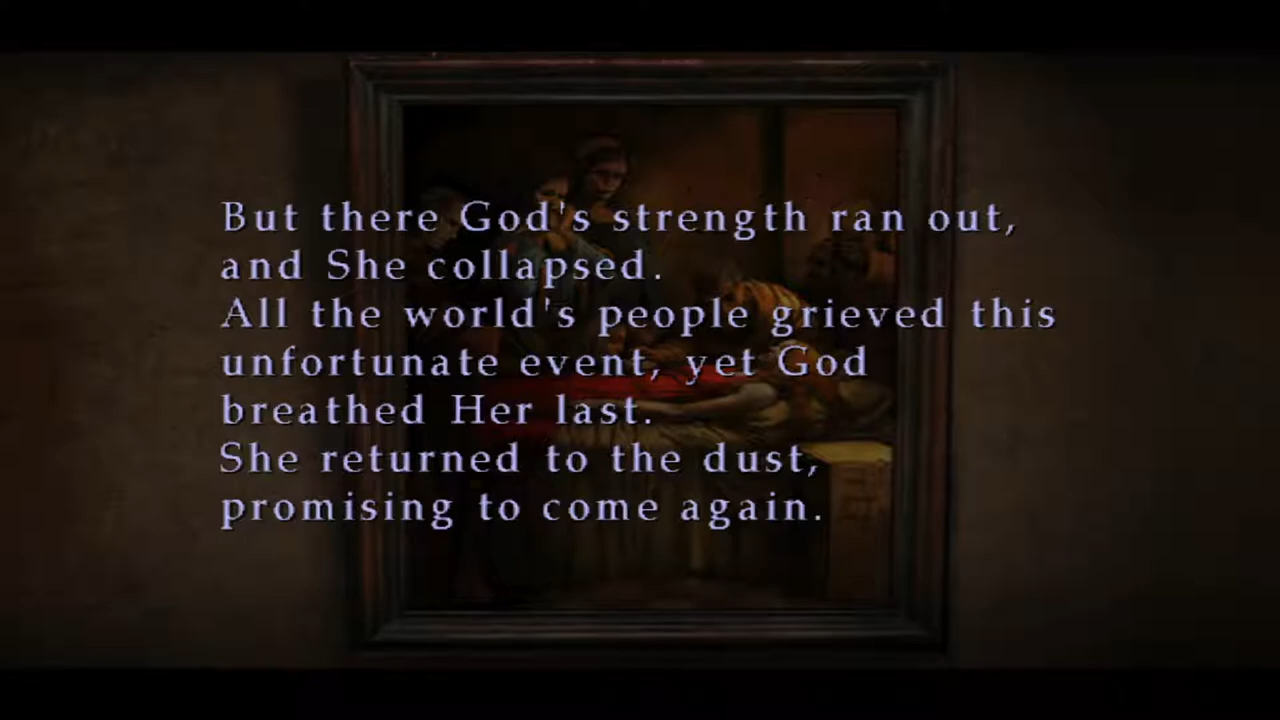 But there God's strength ran out,
and She collapsed.
All the world's people grieved this
unfortunate event, yet God
breathed Her last.
She returned to the dust,
promising to come again.